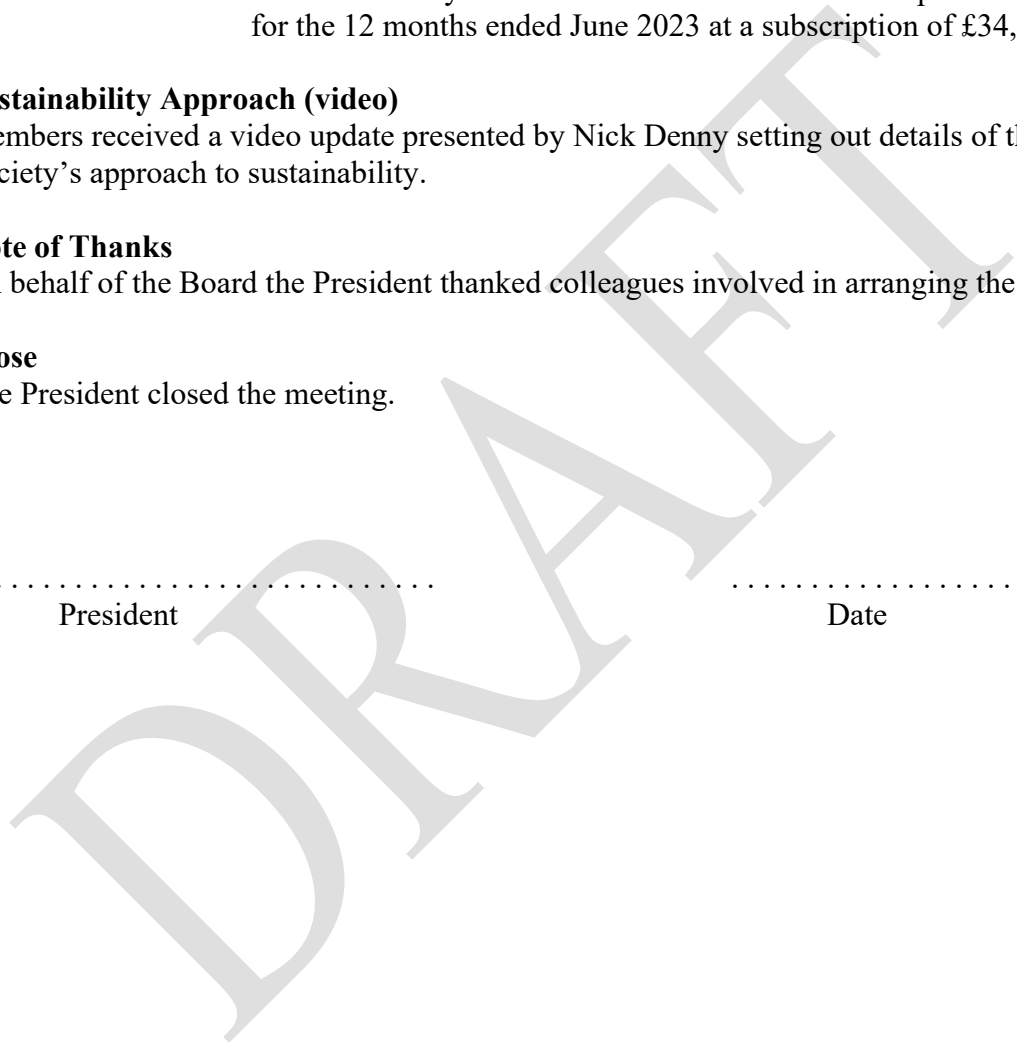 for the 12 months ended June 2023 at a subscription of £34,
stainability Approach (video)
embers received a video update presented by Nick Denny setting out details of t
ciety’s approach to sustainability.
te of Thanks
behalf of the Board the President thanked colleagues involved in arranging the
ose
e President closed the meeting.
. . . . . . . . . . . . . . . . . . . . . . . . . . . .     . . . . . . . . . . . . . . . . . .
President     Date
DRAFT